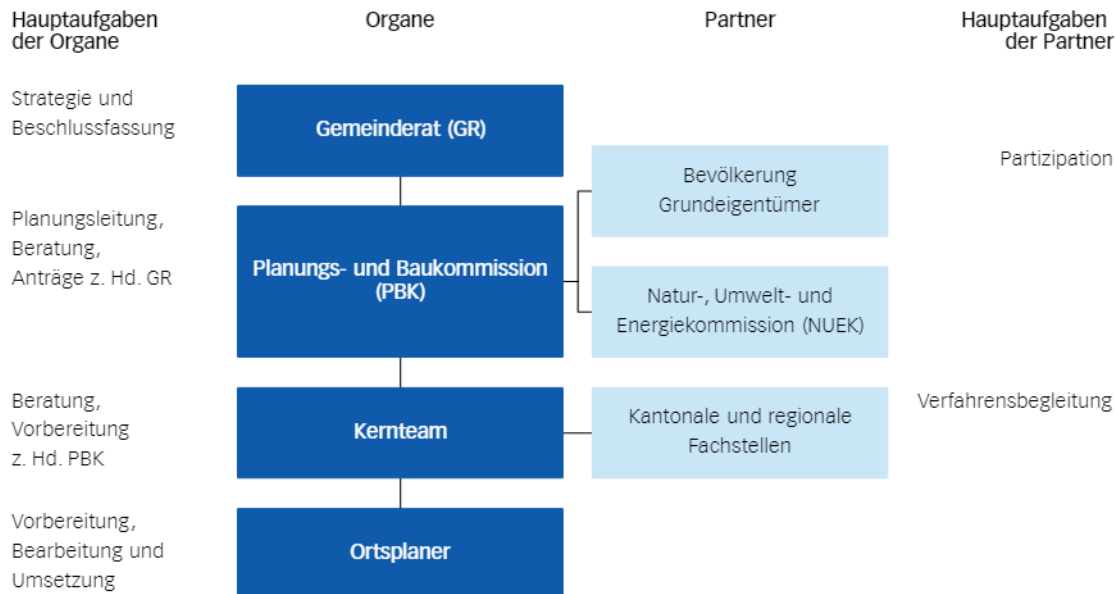 Hauptaufgaben
der Organe
Organe
Partner
Hauptaufgaben
der Partner
Strategie und
Beschlussfassung
Gemeinderat (GR)
Bevölkerung
Grundeigentümer
Partizipation
Planungsleitung,
Beratung,
Anträge z. Hd. GR
Planungs- und Baukommission
(PBK)
Natur-, Umwelt- und
Energiekommission (NUEK)
Beratung,
Vorbereitung
z. Hd. PBK
Kernteam
Kantonale und regionale
Fachstellen
Verfahrensbegleitung
Vorbereitung,
Bearbeitung und
Umsetzung
Ortsplaner